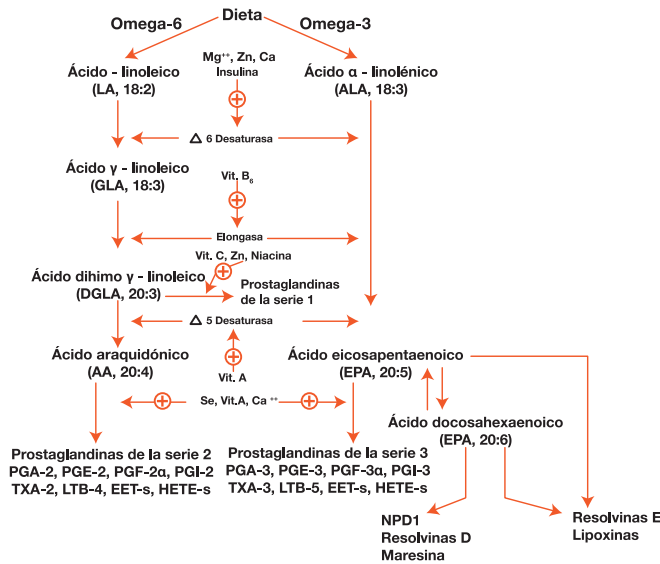 Dieta
Omega-6
Omega-3
Mg⁺⁺, Zn, Ca
Insulina
Ácido - linoleico
(LA, 18:2)
Ácido α - linolénico
(ALA, 18:3)
△ 6 Desaturasa
Ácido γ - linoleico
(GLA, 18:3)
Vit. B₆
Elongasa
Vit. C, Zn, Niacina
Ácido dihimo γ - linoleico
(DGLA, 20:3)
Prostaglandinas
de la serie 1
△ 5 Desaturasa
Ácido araquidónico
(AA, 20:4)
Vit. A
Ácido eicosapentaenoico
(EPA, 20:5)
Se, Vit.A, Ca ⁺⁺
Ácido docosahexaenoico
(EPA, 20:6)
Prostaglandinas de la serie 2
PGA-2, PGE-2, PGF-2α, PGI-2
TXA-2, LTB-4, EET-s, HETE-s
Prostaglandinas de la serie 3
PGA-3, PGE-3, PGF-3α, PGI-3
TXA-3, LTB-5, EET-s, HETE-s
NPD1
Resolvinas D
Maresina
Resolvinas E
Lipoxinas